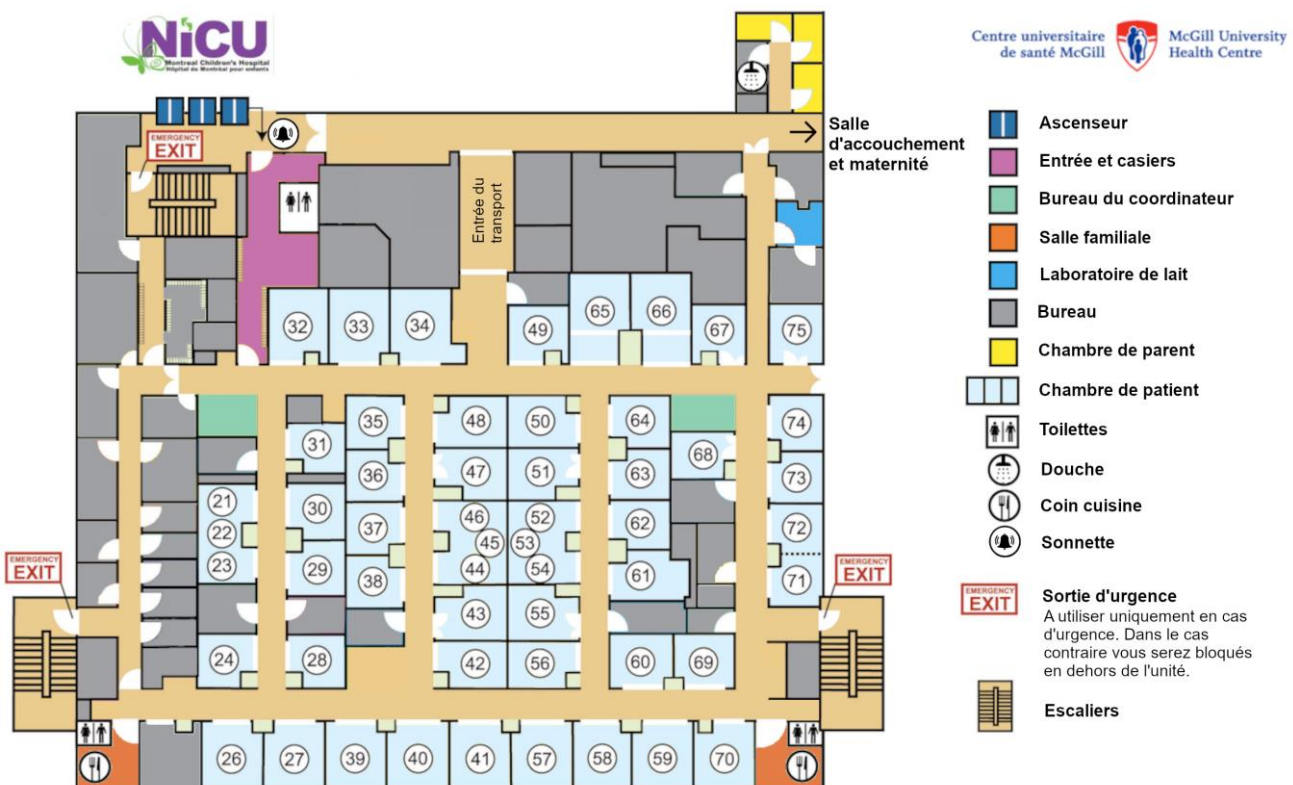 NiCU
Montreal Children's Hospital
Hôpital de Montréal pour enfants
Centre universitaire
de santé McGill
McGill University
Health Centre
EMERGENCY
EXIT
Salle
d'accouchement
et maternité
Entrée du
transport
32
33
34
49
65
66
67
75
35
48
50
64
74
31
36
47
51
63
68
73
21
22
23
30
37
46
45
44
52
53
54
62
72
29
38
61
71
EMERGENCY
EXIT
EMERGENCY
EXIT
43
55
24
28
42
56
60
69
26
27
39
40
41
57
58
59
70
Ascenseur
Entrée et casiers
Bureau du coordinateur
Salle familiale
Laboratoire de lait
Bureau
Chambre de parent
Chambre de patient
Toilettes
Douche
Coin cuisine
Sonnette
EMERGENCY
EXIT
Sortie d'urgence
A utiliser uniquement en cas
d'urgence. Dans le cas
contraire vous serez bloqués
en dehors de l'unité.
Escaliers